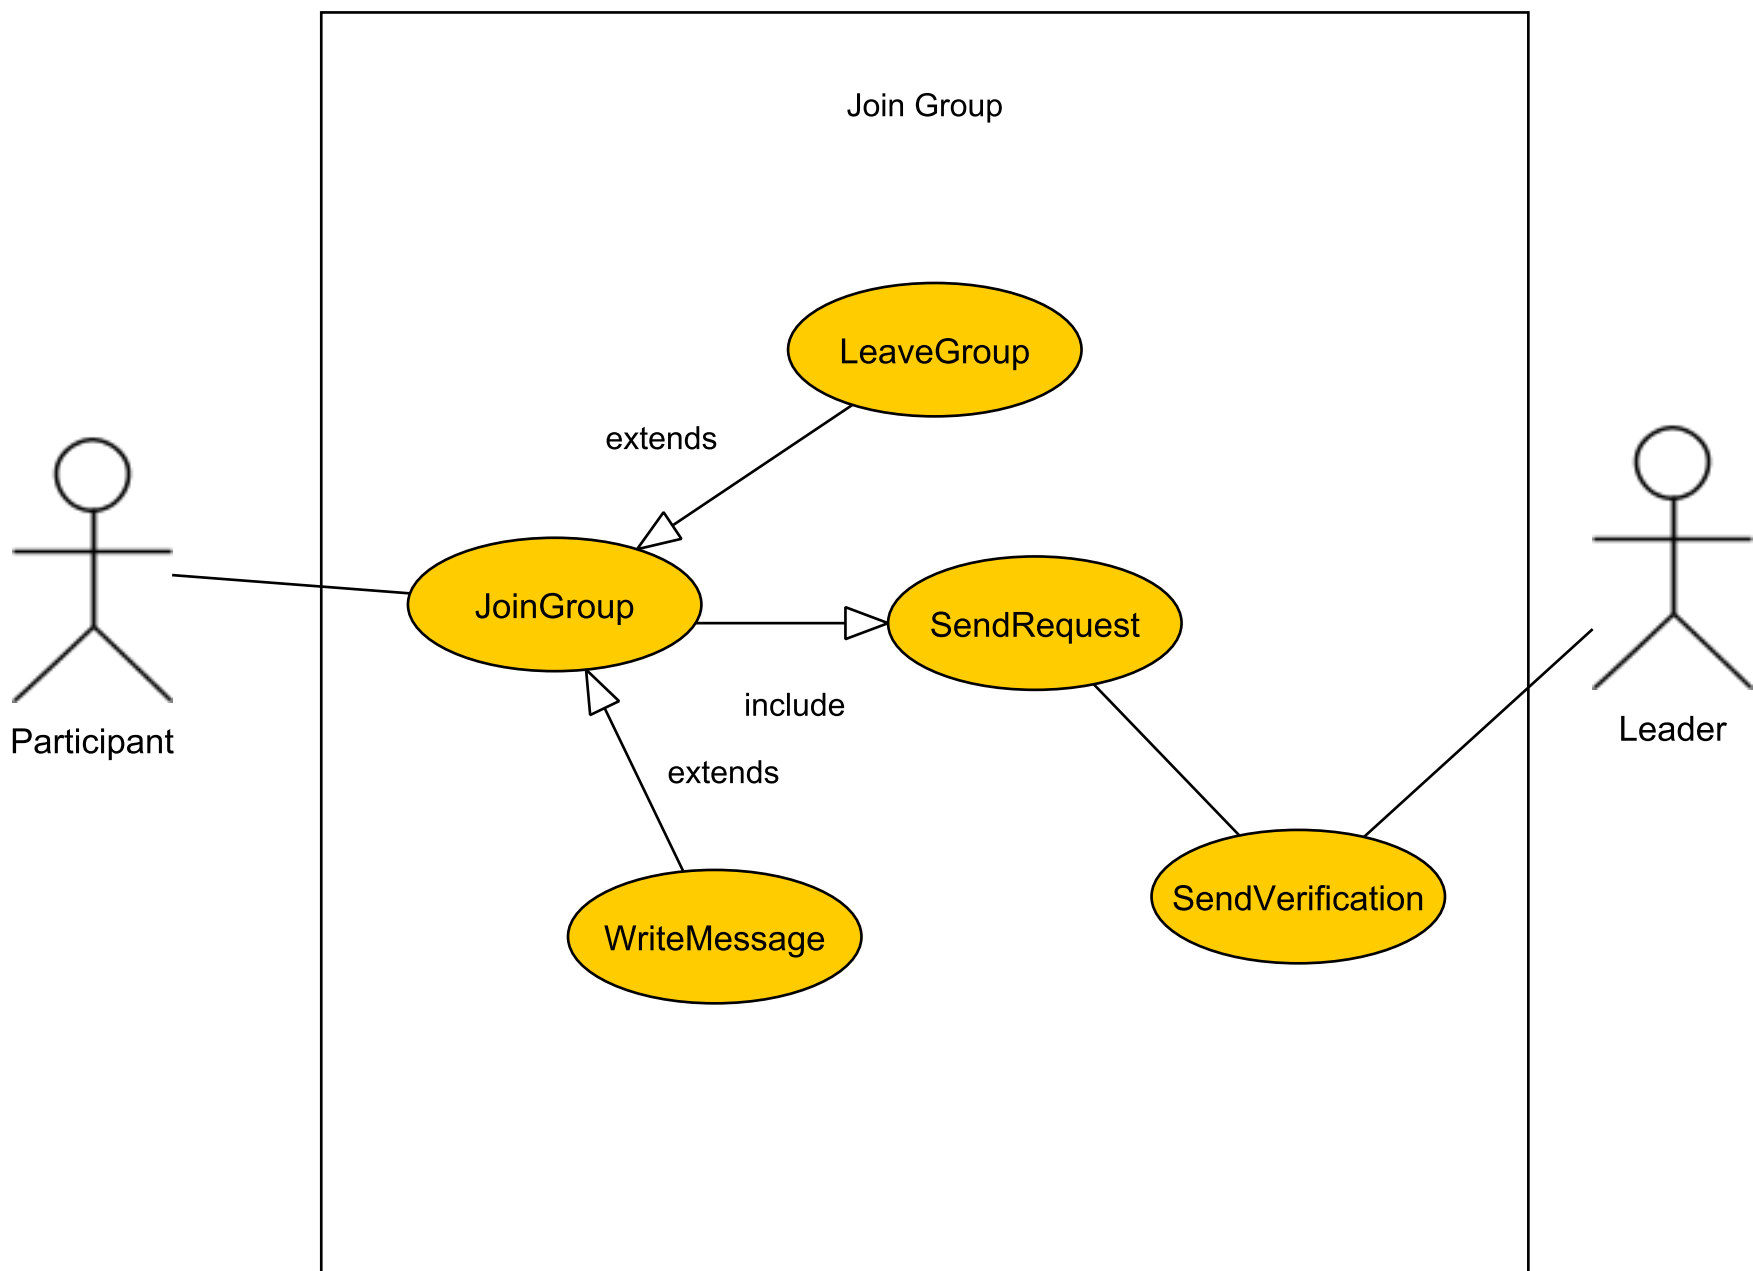 Join Group
LeaveGroup
extends
JoinGroup
SendRequest
include
extends
Participant
Leader
WriteMessage
SendVerification